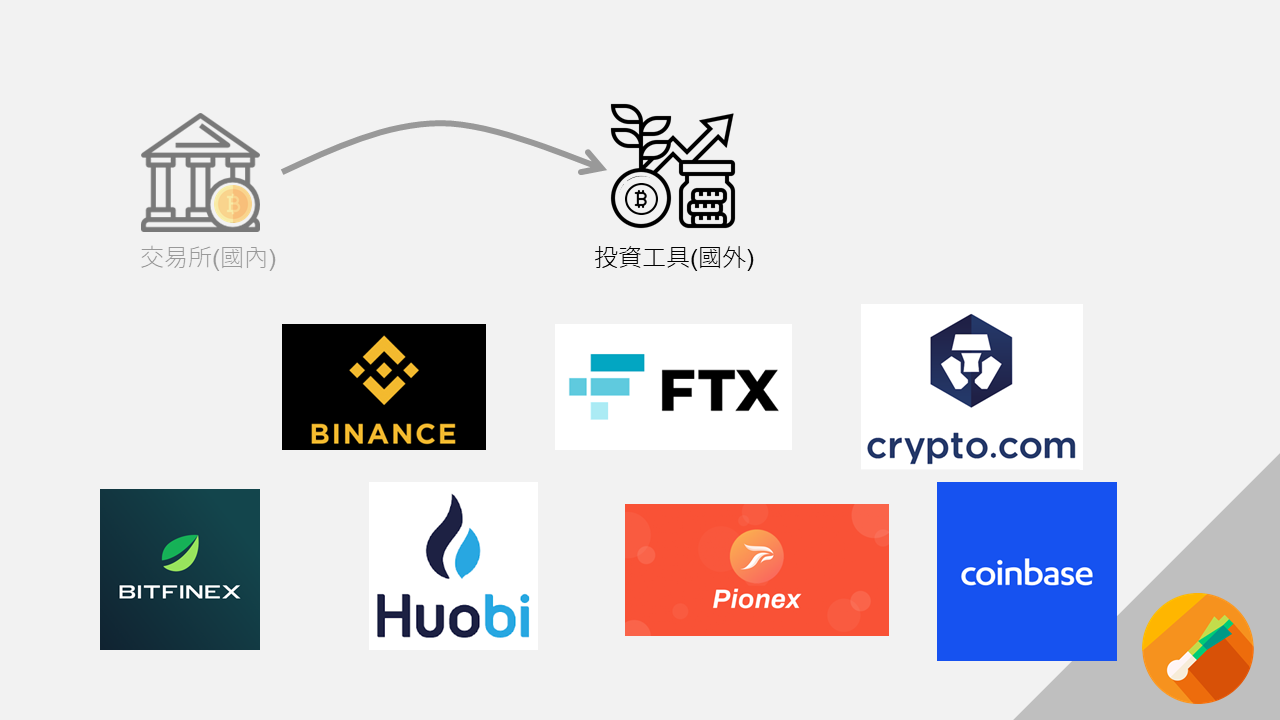 交易所(國內)
投資工具(國外)
BINANCE
FTX
crypto.com
BITFINEX
Huobi
Pionex
coinbase